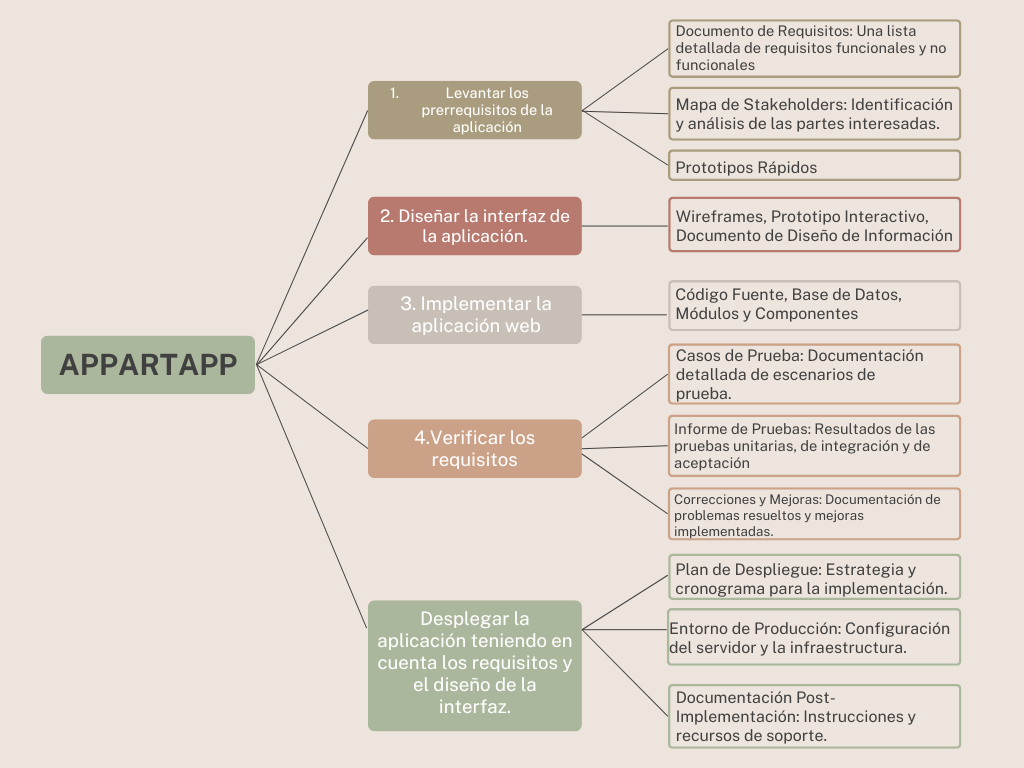 APPARTAPP
1. Levantar los
prerrequisitos de la
aplicación
Documento de Requisitos: Una lista
detallada de requisitos funcionales y no
funcionales
Mapa de Stakeholders: Identificación
y análisis de las partes interesadas.
Prototipos Rápidos
2. Diseñar la interfaz de
la aplicación.
Wireframes, Prototipo Interactivo,
Documento de Diseño de Información
3. Implementar la
aplicación web
Código Fuente, Base de Datos,
Módulos y Componentes
4.Verificar los
requisitos
Casos de Prueba: Documentación
detallada de escenarios de
prueba.
Informe de Pruebas: Resultados de las
pruebas unitarias, de integración y de
aceptación
Correcciones y Mejoras: Documentación de
problemas resueltos y mejoras
implementadas.
Desplegar la
aplicación teniendo en
cuenta los requisitos y
el diseño de la
interfaz.
Plan de Despliegue: Estrategia y
cronograma para la implementación.
Entorno de Producción: Configuración
del servidor y la infraestructura.
Documentación Post-
Implementación: Instrucciones y
recursos de soporte.